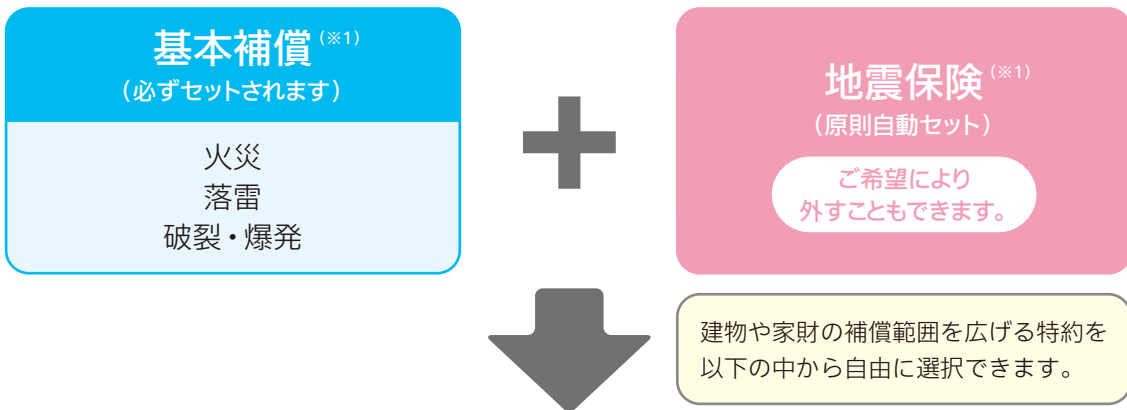 基本補償(※1)
(必ずセットされます)
火災
落雷
破裂・爆発
地震保険(※1)
(原則自動セット)
ご希望により
外すこともできます。
建物や家財の補償範囲を広げる特約を
以下の中から自由に選択できます。